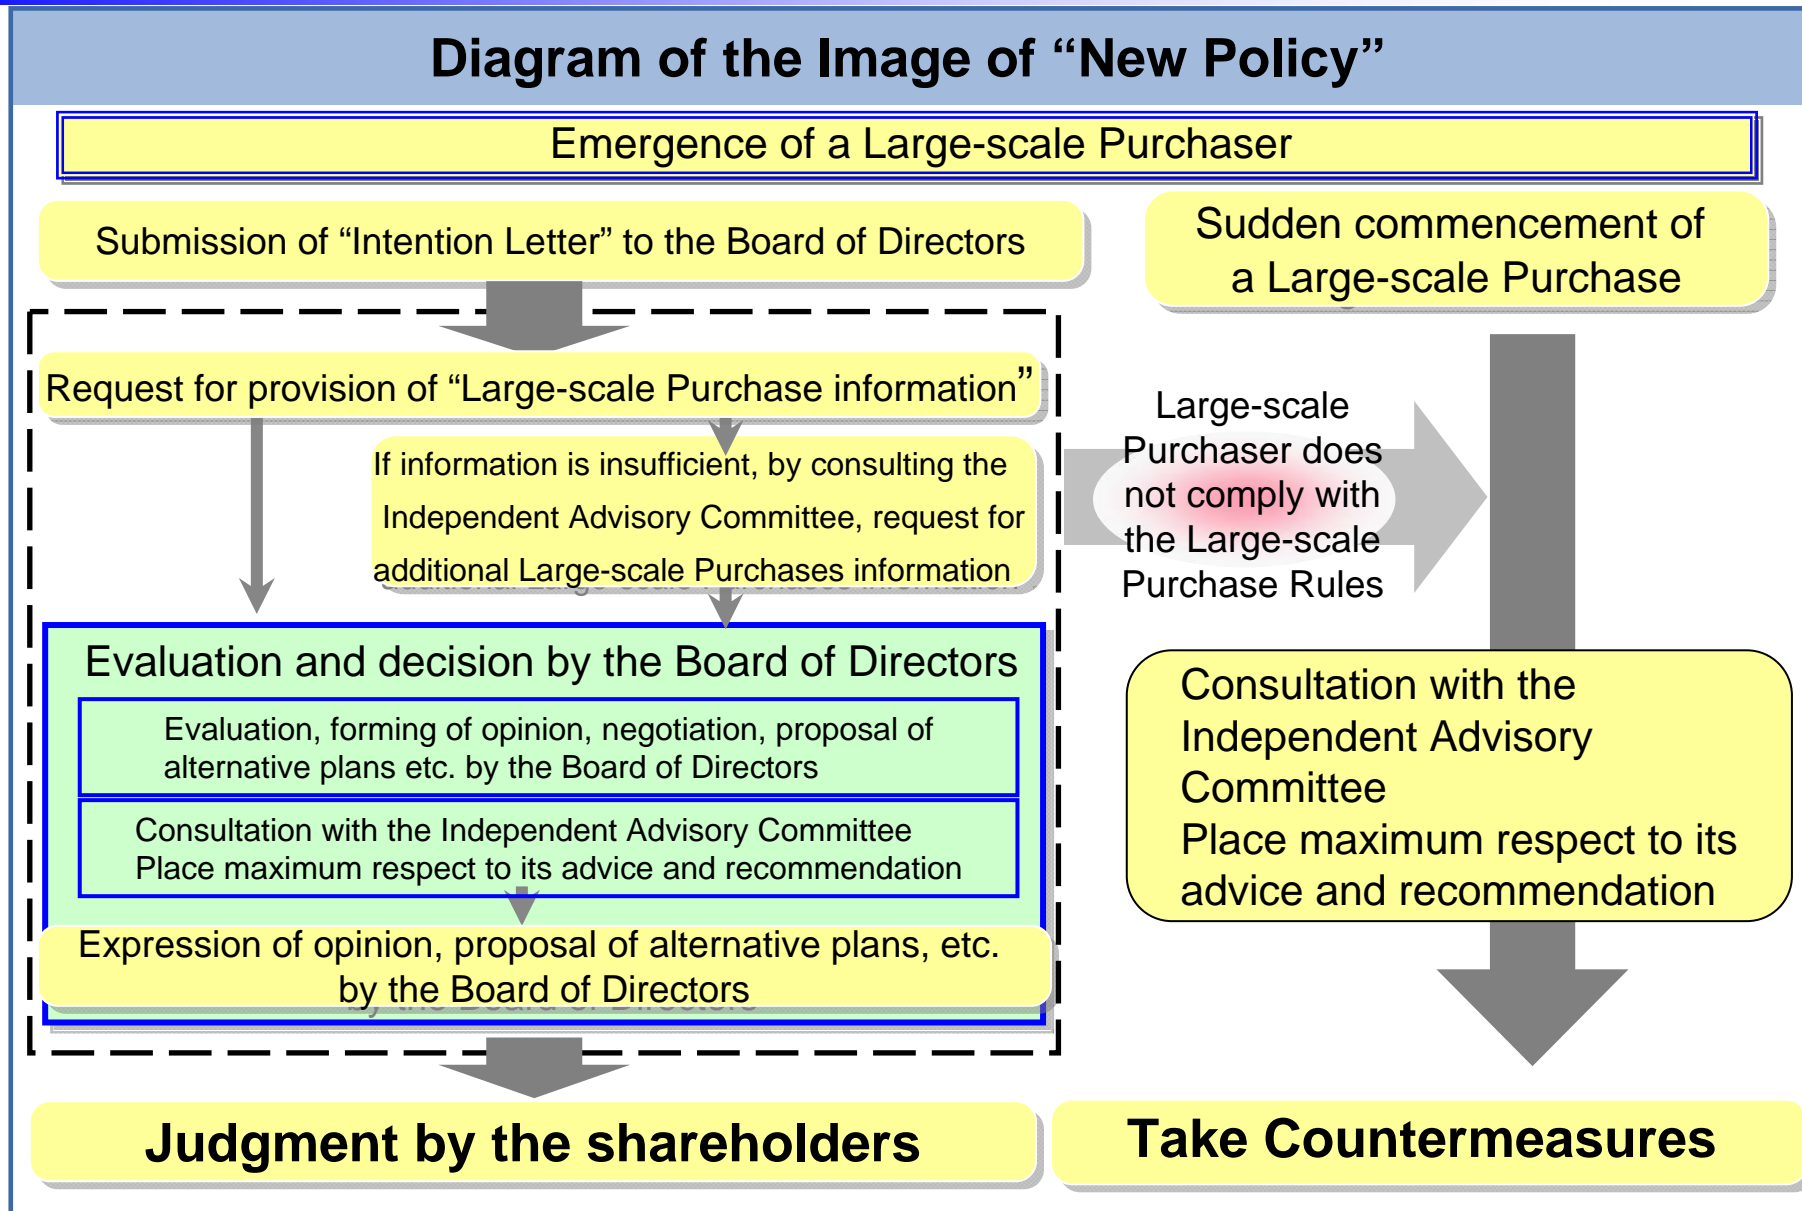 Diagram of the Image of “New Policy”
Emergence of a Large-scale Purchaser
Submission of “Intention Letter” to the Board of Directors
Sudden commencement of
a Large-scale Purchase
Request for provision of “Large-scale Purchase information”
If information is insufficient, by consulting the
Independent Advisory Committee, request for
additional Large-scale Purchases information
Large-scale
Purchaser does
not comply with
the Large-scale
Purchase Rules
Evaluation and decision by the Board of Directors
Evaluation, forming of opinion, negotiation, proposal of
alternative plans etc. by the Board of Directors
Consultation with the Independent Advisory Committee
Place maximum respect to its advice and recommendation
Expression of opinion, proposal of alternative plans, etc.
by the Board of Directors
Consultation with the
Independent Advisory
Committee
Place maximum respect to its
advice and recommendation
Judgment by the shareholders
Take Countermeasures